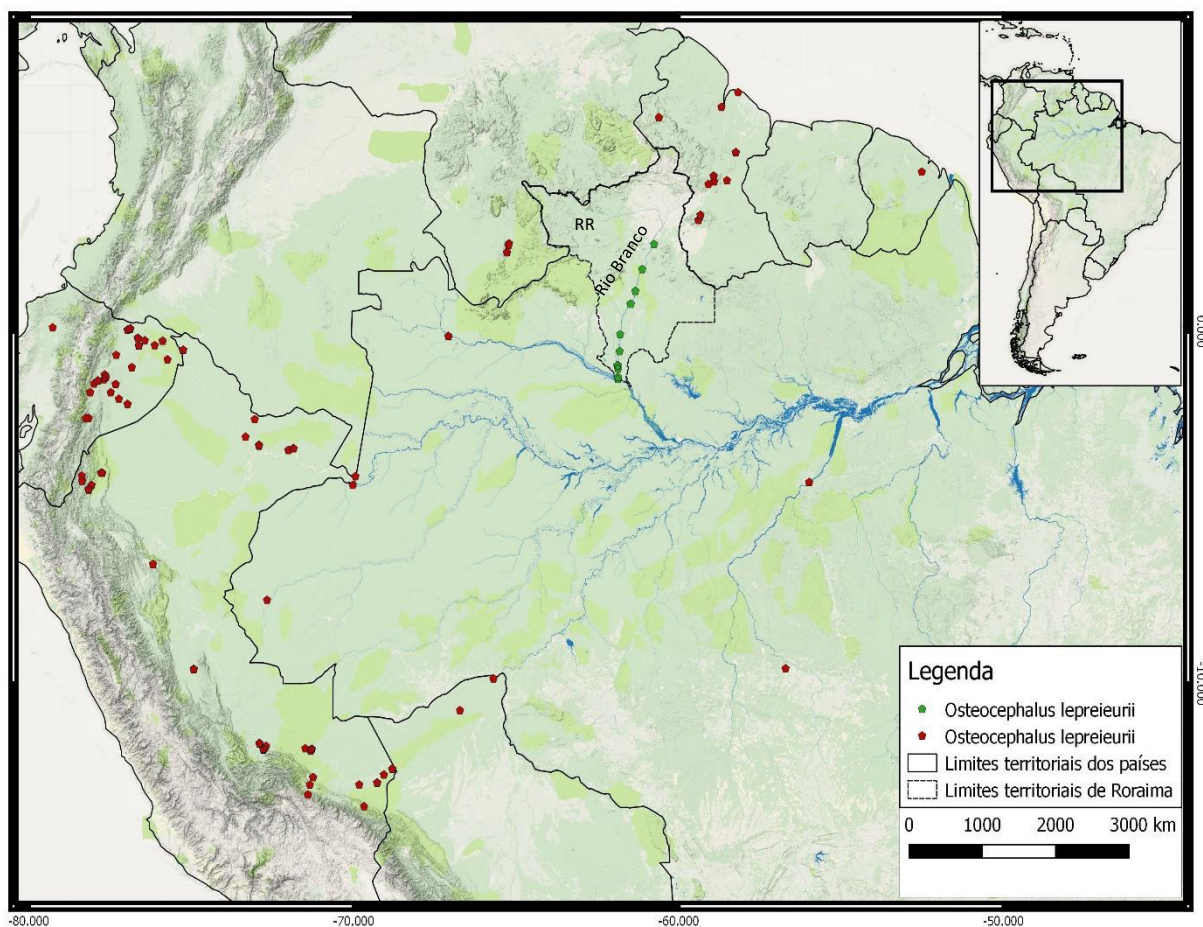 RR
Rio Branco
0.000
-10.000
Legenda
Osteocephalus lepreieurii
Osteocephalus lepreieurii
Limites territoriais dos países
Limites territoriais de Roraima
0 1000 2000 3000 km
-80.000 -70.000 -60.000 -50.000